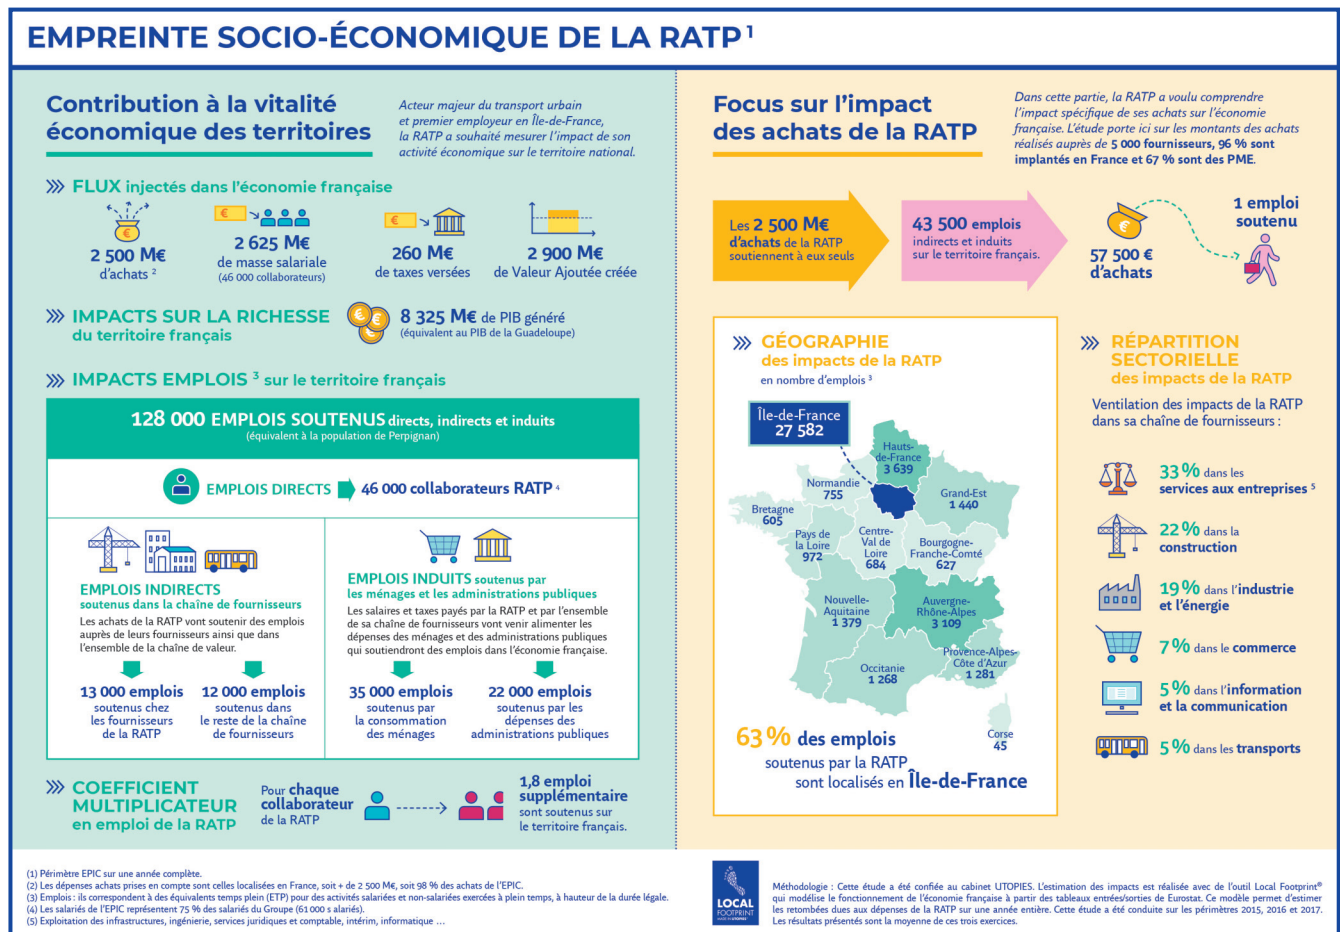 EMPREINTE SOCIO-ÉCONOMIQUE DE LA RATP 1
Contribution à la vitalité
économique des territoires
Acteur majeur du transport urbain
et premier employeur en Île-de-France,
la RATP a souhaité mesurer l'impact de son
activité économique sur le territoire national.
FLUX injectés dans l'économie française
2 500 M€
d'achats 2
2 625 M€
de masse salariale
(46 000 collaborateurs)
260 M€
de taxes versées
2 900 M€
de Valeur Ajoutée créée
IMPACTS SUR LA RICHESSE
du territoire français
8 325 M€ de PIB généré
(équivalent au PIB de la Guadeloupe)
IMPACTS EMPLOIS 3 sur le territoire français
128 000 EMPLOIS SOUTENUS directs, indirects et induits
(équivalent à la population de Perpignan)
EMPLOIS DIRECTS
46 000 collaborateurs RATP 4
EMPLOIS INDIRECTS
soutenus dans la chaîne de fournisseurs
Les achats de la RATP vont soutenir des emplois
auprès de leurs fournisseurs ainsi que dans
l'ensemble de la chaîne de valeur.
13 000 emplois
soutenus chez
les fournisseurs
de la RATP
12 000 emplois
soutenus dans
le reste de la chaîne
de fournisseurs
EMPLOIS INDUITS soutenus par
les ménages et les administrations publiques
Les salaires et taxes payés par la RATP et par l'ensemble
de sa chaîne de fournisseurs vont venir alimenter les
dépenses des ménages et des administrations publiques
qui soutiendront des emplois dans l'économie française.
35 000 emplois
soutenus par
la consommation
des ménages
22 000 emplois
soutenus par les
dépenses des
administrations publiques
COEFFICIENT
MULTIPLICATEUR
en emploi de la RATP
Pour chaque
collaborateur
de la RATP
1,8 emploi
supplémentaire
sont soutenus sur
le territoire français.
Focus sur l'impact
des achats de la RATP
Dans cette partie, la RATP a voulu comprendre
l'impact spécifique de ses achats sur l'économie
française. L'étude porte ici sur les montants des achats
réalisés auprès de 5 000 fournisseurs, 96 % sont
implantés en France et 67 % sont des PME.
Les 2 500 M€
d'achats de la RATP
soutiennent à eux seuls
43 500 emplois
indirects et induits
sur le territoire français.
57 500 €
d'achats
1 emploi
soutenu
GÉOGRAPHIE
des impacts de la RATP
en nombre d'emplois 3
Île-de-France
27 582
Hauts-
de-France
3 639
Normandie
755
Grand-Est
1 440
Bretagne
605
Pays de
la Loire
972
Centre-
Val de
Loire
684
Bourgogne-
Franche-Comté
627
Nouvelle-
Aquitaine
1 379
Auvergne-
Rhône-Alpes
3 109
Occitanie
1 268
Provence-Alpes-
Côte d'Azur
1 281
Corse
45
63 % des emplois
soutenus par la RATP
sont localisés en Île-de-France
RÉPARTITION
SECTORIELLE
des impacts de la RATP
Ventilation des impacts de la RATP
dans sa chaîne de fournisseurs :
33 % dans les
services aux entreprises 5
22 % dans la
construction
19 % dans l'industrie
et l'énergie
7 % dans le commerce
5 % dans l'information
et la communication
5 % dans les transports
(1) Périmètre EPIC sur une année complète.
(2) Les dépenses achats prises en compte sont celles localisées en France, soit + de 2 500 M€, soit 98 % des achats de l'EPIC.
(3) Emplois : ils correspondent à des équivalents temps plein (ETP) pour des activités salariées et non-salariées exercées à plein temps, à hauteur de la durée légale.
(4) Les salariés de l'EPIC représentent 75 % des salariés du Groupe (61 000 s alariés).
(5) Exploitation des infrastructures, ingénierie, services juridiques et comptable, intérim, informatique …
LOCAL
FOOTPRINT
Méthodologie : Cette étude a été confiée au cabinet UTOPIES. L'estimation des impacts est réalisée avec de l'outil Local Footprint®
qui modélise le fonctionnement de l'économie française à partir des tableaux entrées/sorties de Eurostat. Ce modèle permet d'estimer
les retombées dues aux dépenses de la RATP sur une année entière. Cette étude a été conduite sur les périmètres 2015, 2016 et 2017.
Les résultats présentés sont la moyenne de ces trois exercices.